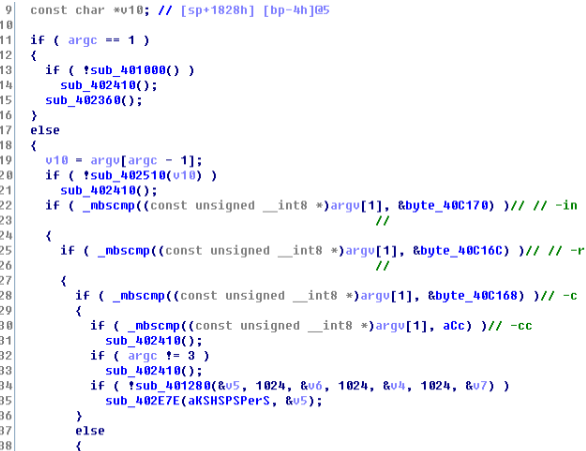 9 const char *v10; // [sp+1828h] [bp-4h]@5
10
11 if ( argc == 1 )
12 {
13 if ( !sub_401000() )
14 sub_402410();
15 sub_402360();
16 }
17 else
18 {
19 v10 = argv[argc - 1];
20 if ( !sub_402510(v10) )
21 sub_402410();
22 if ( _mbscmp((const unsigned __int8 *)argv[1], &byte_40C170) )// // -in
23 //
24 {
25 if ( _mbscmp((const unsigned __int8 *)argv[1], &byte_40C16C) )// // -r
26 //
27 {
28 if ( _mbscmp((const unsigned __int8 *)argv[1], &byte_40C168) )// -c
29 {
30 if ( _mbscmp((const unsigned __int8 *)argv[1], aCc) )// -cc
31 sub_402410();
32 if ( argc != 3 )
33 sub_402410();
34 if ( !sub_401280(&v5, 1024, &v6, 1024, &v4, 1024, &v7) )
35 sub_402E7E(aKSHSPSPerS, &v5);
36 }
37 else
38 {